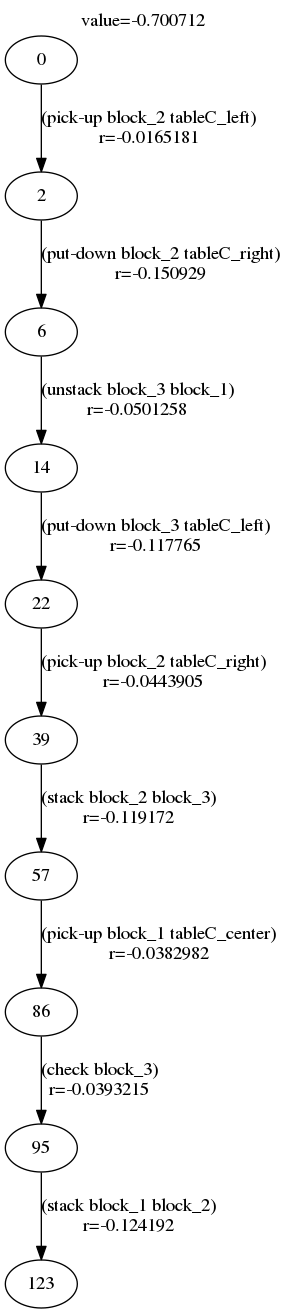 value=-0.700712
0
(pick-up block_2 tableC_left)
r=-0.0165181
2
(put-down block_2 tableC_right)
r=-0.150929
6
(unstack block_3 block_1)
r=-0.0501258
14
(put-down block_3 tableC_left)
r=-0.117765
22
(pick-up block_2 tableC_right)
r=-0.0443905
39
(stack block_2 block_3)
r=-0.119172
57
(pick-up block_1 tableC_center)
r=-0.0382982
86
(check block_3)
r=-0.0393215
95
(stack block_1 block_2)
r=-0.124192
123